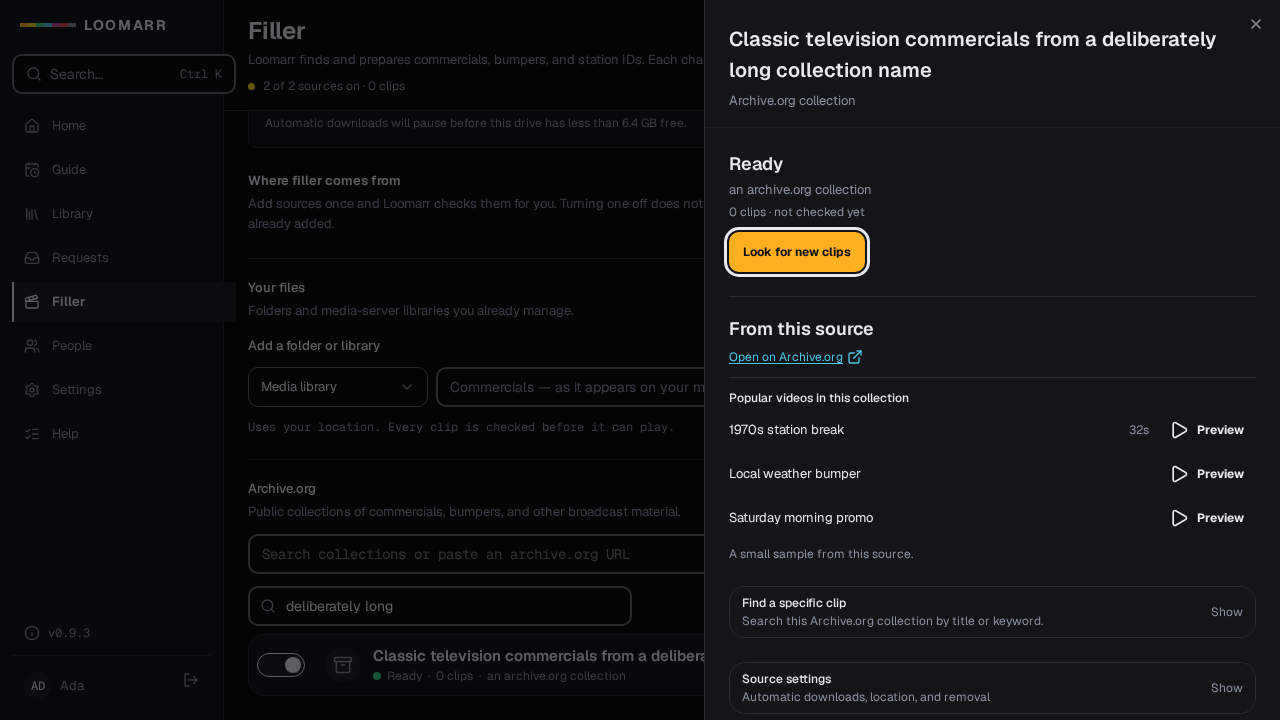 LOOMARR
Search...
Ctrl K
Home
Guide
Library
Requests
Filler
People
Settings
Help
v0.9.3
AD
Ada
Filler
Loomarr finds and prepares commercials, bumpers, and station IDs. Each cha
2 of 2 sources on · 0 clips
Automatic downloads will pause before this drive has less than 6.4 GB free.
Where filler comes from
Add sources once and Loomarr checks them for you. Turning one off does not
already added.
Your files
Folders and media-server libraries you already manage.
Add a folder or library
Media library
Commercials — as it appears on your m
Uses your location. Every clip is checked before it can play.
Archive.org
Public collections of commercials, bumpers, and other broadcast material.
Search collections or paste an archive.org URL
deliberately long
Classic television commercials from a delibera
Ready · 0 clips · an archive.org collection
Classic television commercials from a deliberately
long collection name
Archive.org collection
Ready
an archive.org collection
0 clips · not checked yet
Look for new clips
From this source
Open on Archive.org
Popular videos in this collection
1970s station break
32s
Preview
Local weather bumper
Preview
Saturday morning promo
Preview
A small sample from this source.
Find a specific clip
Search this Archive.org collection by title or keyword.
Show
Source settings
Automatic downloads, location, and removal
Show